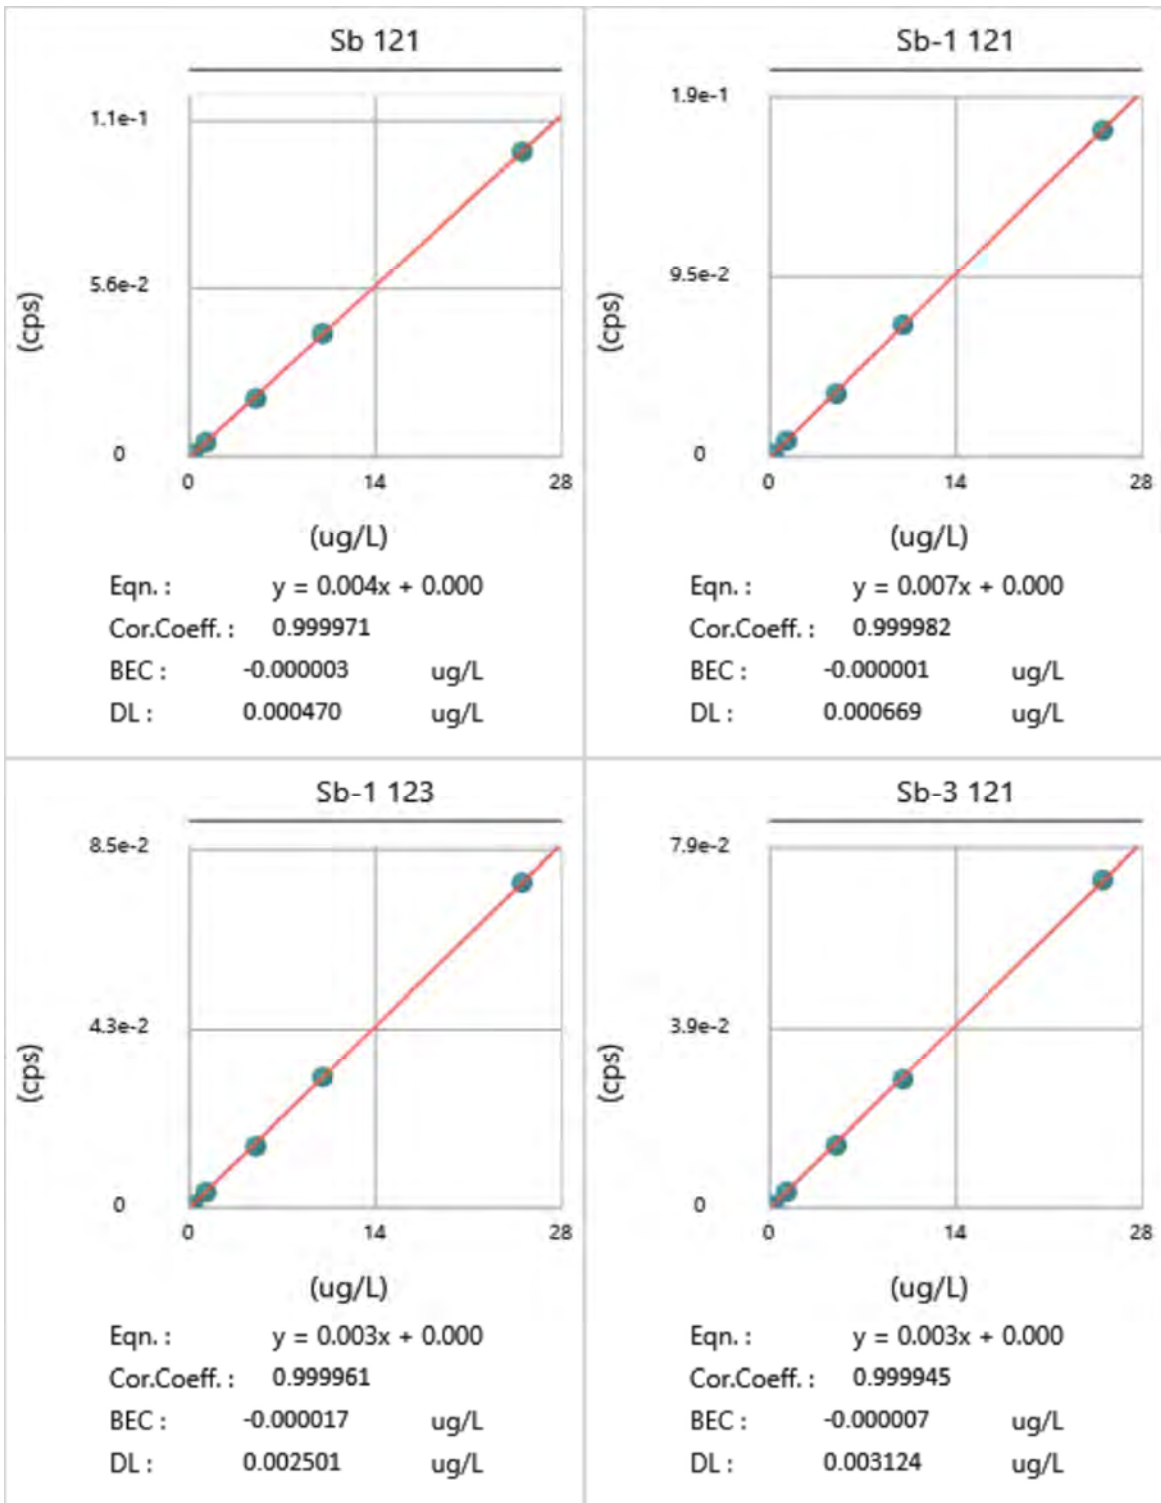 Sb 121
1.1e-1
5.6e-2
0
(cps)
0 14 28
(ug/L)
Eqn. : y = 0.004x + 0.000
Cor.Coeff. : 0.999971
BEC : -0.000003 ug/L
DL : 0.000470 ug/L
Sb-1 121
1.9e-1
9.5e-2
0
(cps)
0 14 28
(ug/L)
Eqn. : y = 0.007x + 0.000
Cor.Coeff. : 0.999982
BEC : -0.000001 ug/L
DL : 0.000669 ug/L
Sb-1 123
8.5e-2
4.3e-2
0
(cps)
0 14 28
(ug/L)
Eqn. : y = 0.003x + 0.000
Cor.Coeff. : 0.999961
BEC : -0.000017 ug/L
DL : 0.002501 ug/L
Sb-3 121
7.9e-2
3.9e-2
0
(cps)
0 14 28
(ug/L)
Eqn. : y = 0.003x + 0.000
Cor.Coeff. : 0.999945
BEC : -0.000007 ug/L
DL : 0.003124 ug/L